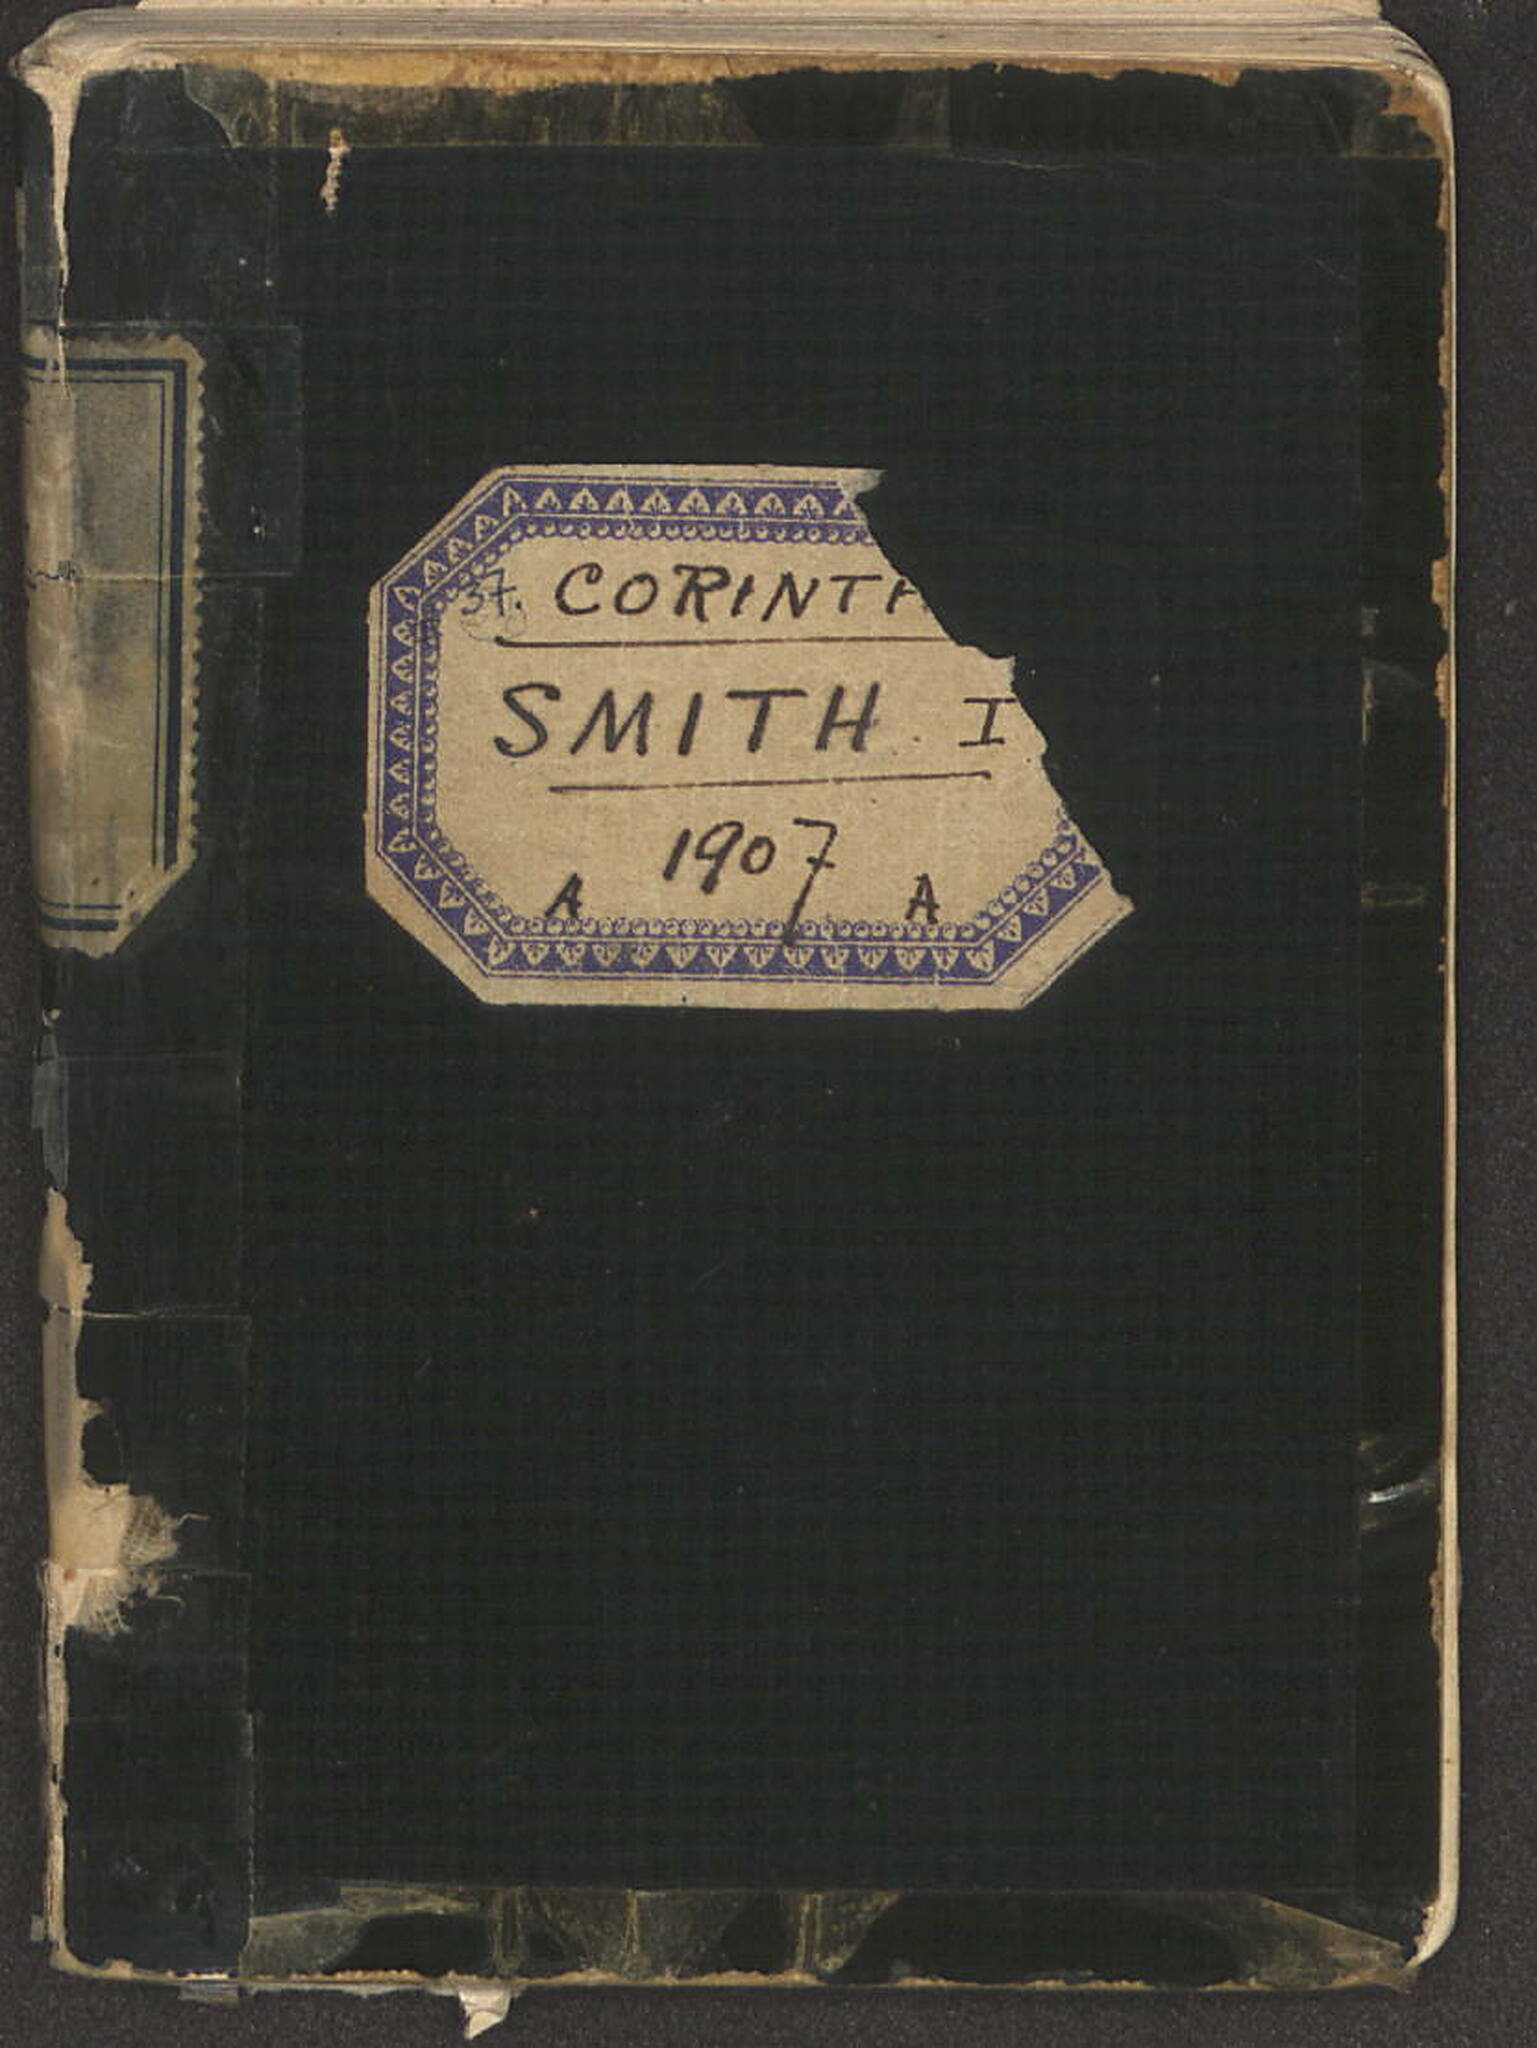 37. CORINTH
SMITH I
1907
A A